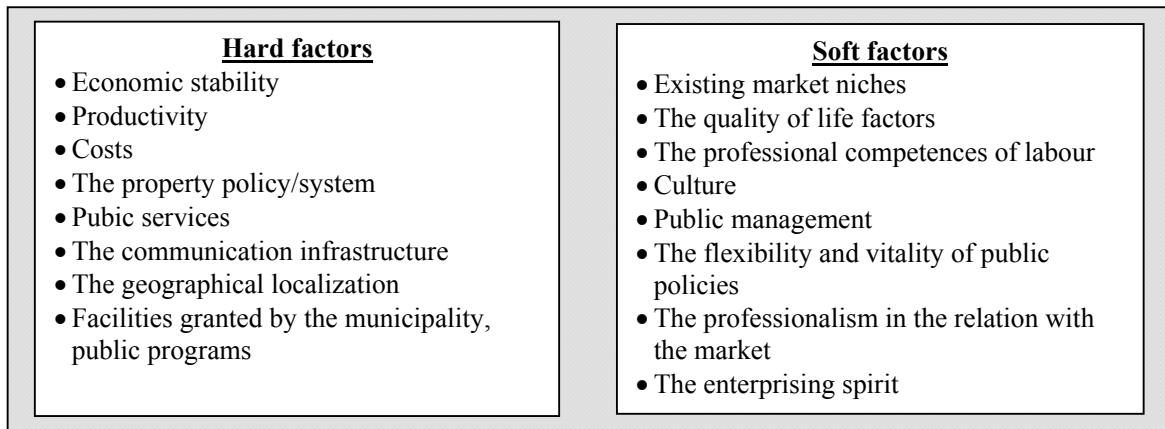 Hard factors
• Economic stability
• Productivity
• Costs
• The property policy/system
• Pubic services
• The communication infrastructure
• The geographical localization
• Facilities granted by the municipality,
public programs
Soft factors
• Existing market niches
• The quality of life factors
• The professional competences of labour
• Culture
• Public management
• The flexibility and vitality of public
policies
• The professionalism in the relation with
the market
• The enterprising spirit